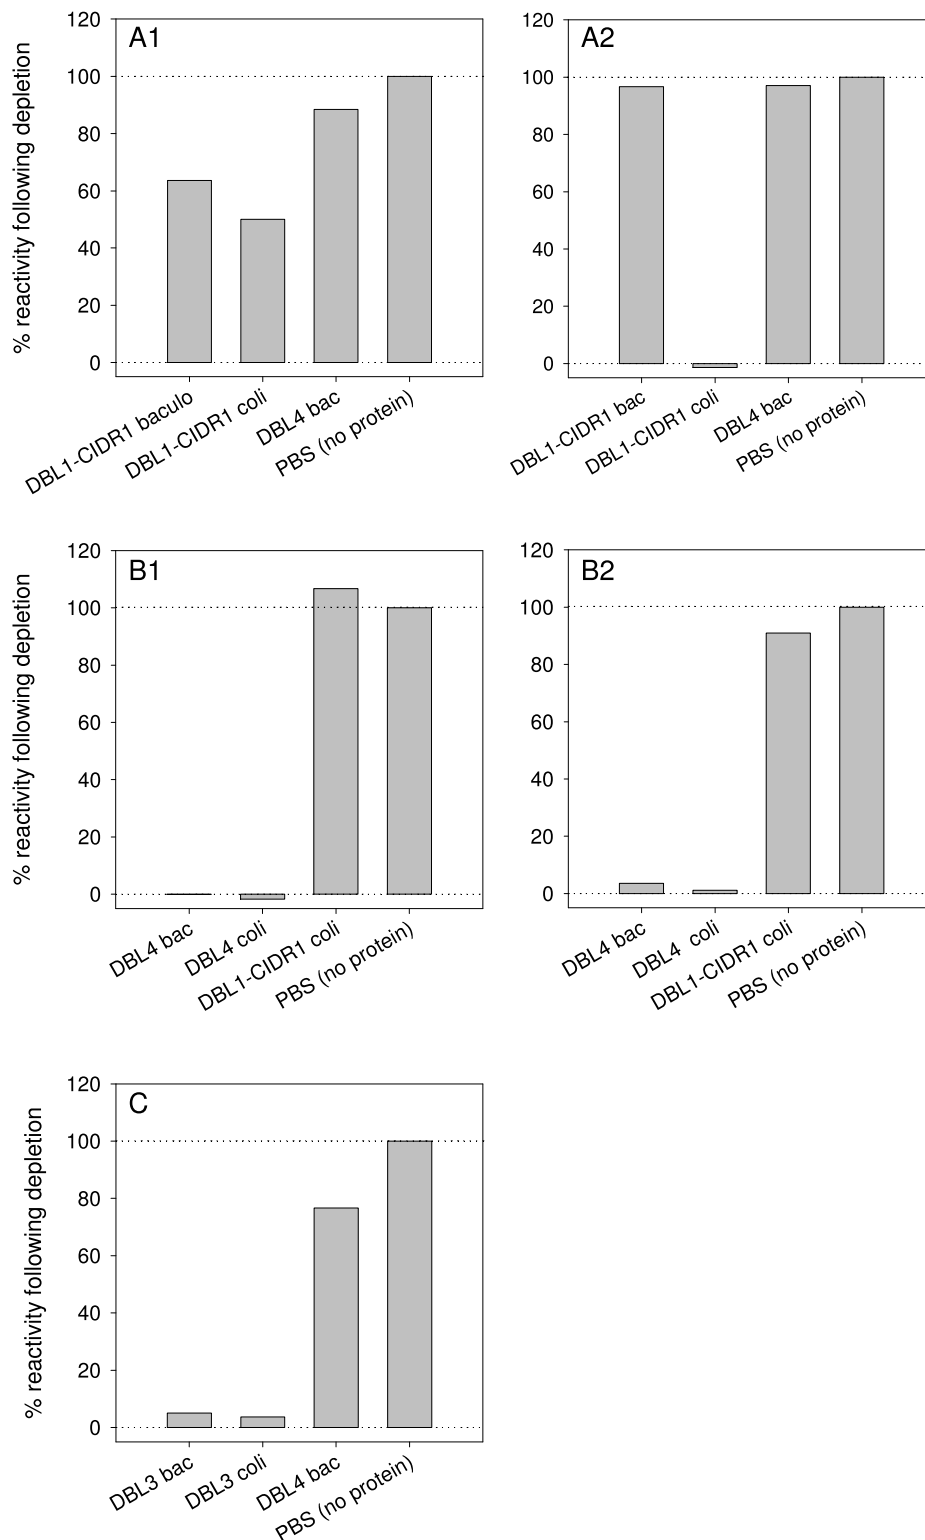 A1
% reactivity following depletion
120
100
80
60
40
20
0
DBL1-CIDR1 baculo
DBL1-CIDR1 coli
DBL4 bac
PBS (no protein)
A2
120
100
80
60
40
20
0
DBL1-CIDR1 bac
DBL1-CIDR1 coli
DBL4 bac
PBS (no protein)
B1
% reactivity following depletion
120
100
80
60
40
20
0
DBL4 bac
DBL4 coli
DBL1-CIDR1 coli
PBS (no protein)
B2
120
100
80
60
40
20
0
DBL4 bac
DBL4 coli
DBL1-CIDR1 coli
PBS (no protein)
C
% reactivity following depletion
120
100
80
60
40
20
0
DBL3 bac
DBL3 coli
DBL4 bac
PBS (no protein)